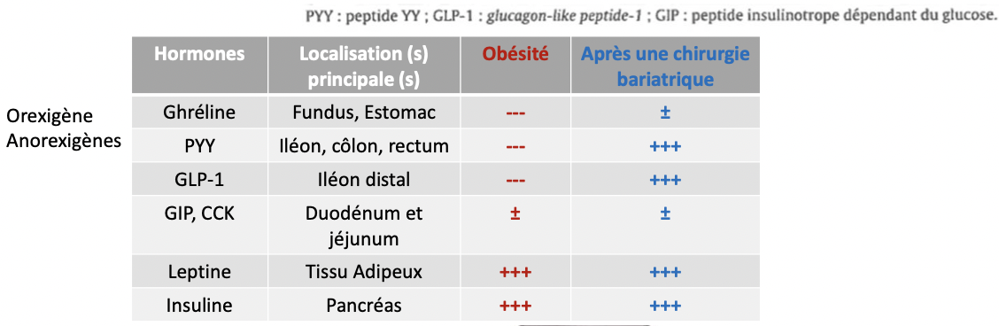 PYY : peptide YY ; GLP-1 : glucagon-like peptide-1 ; GIP : peptide insulinotrope dépendant du glucose.
Hormones Localisation (s) principale (s) Obésité Après une chirurgie bariatrique
Orexigène
Ghréline Fundus, Estomac --- ±
Anorexigènes
PYY Iléon, côlon, rectum --- +++
GLP-1 Iléon distal --- +++
GIP, CCK Duodénum et jéjunum ± ±
Leptine Tissu Adipeux +++ +++
Insuline Pancréas +++ +++